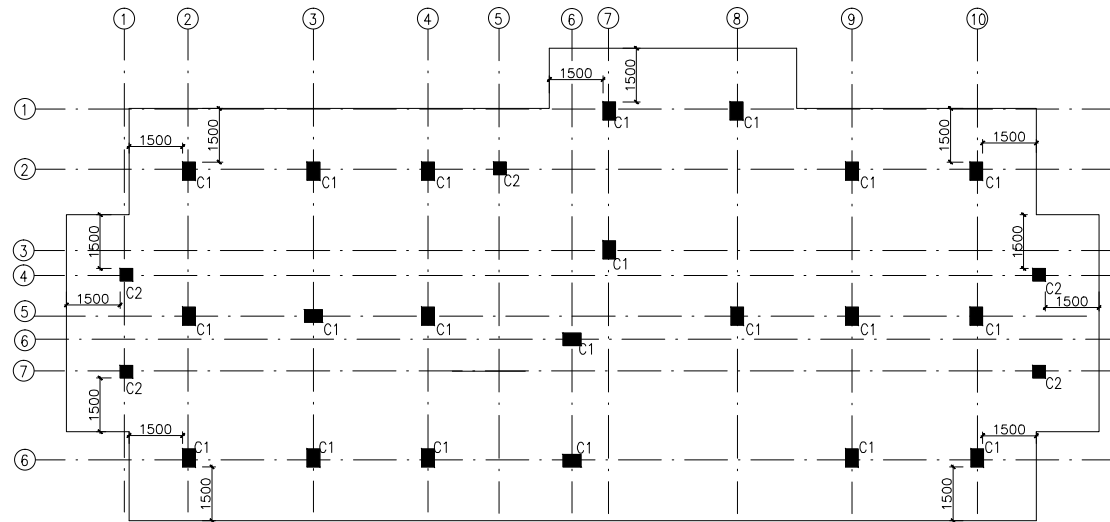 1 2 3 4 5 6 7 8 9 10
1500 1500
1 C1 C1
1500 1500 1500 1500
2 C1 C1 C1 C2 C1 C1
1500 1500
3 C1
4 C2 C2
1500 1500
5 C1 C1 C1 C1 C1 C1
6 C1
7 C2 C2
1500
1500 1500
6 C1 C1 C1 C1 C1 C1
1500 1500